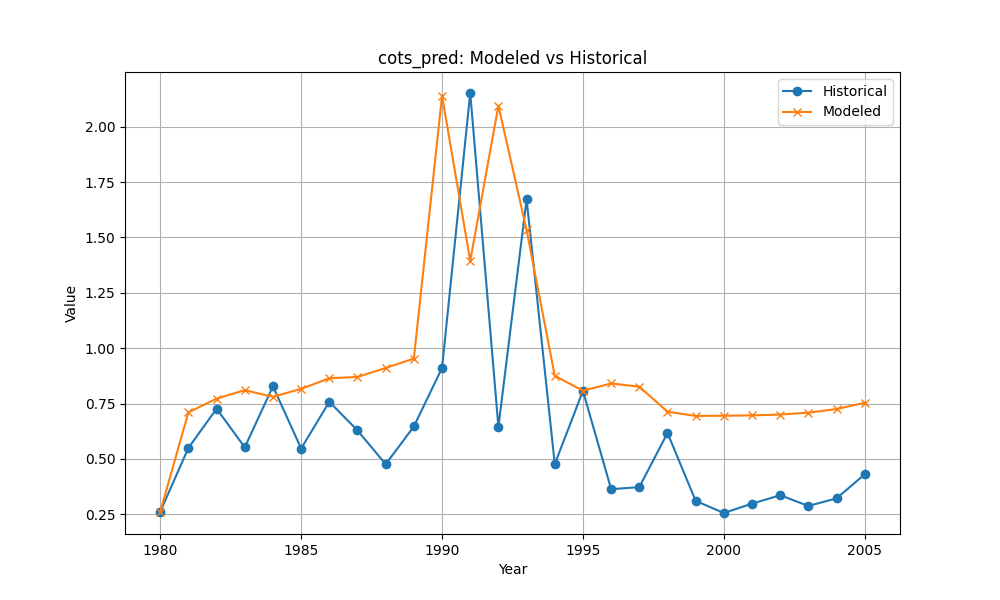 cots_pred: Modeled vs Historical
Historical
Modeled
Value
2.00
1.75
1.50
1.25
1.00
0.75
0.50
0.25
1980 1985 1990 1995 2000 2005
Year